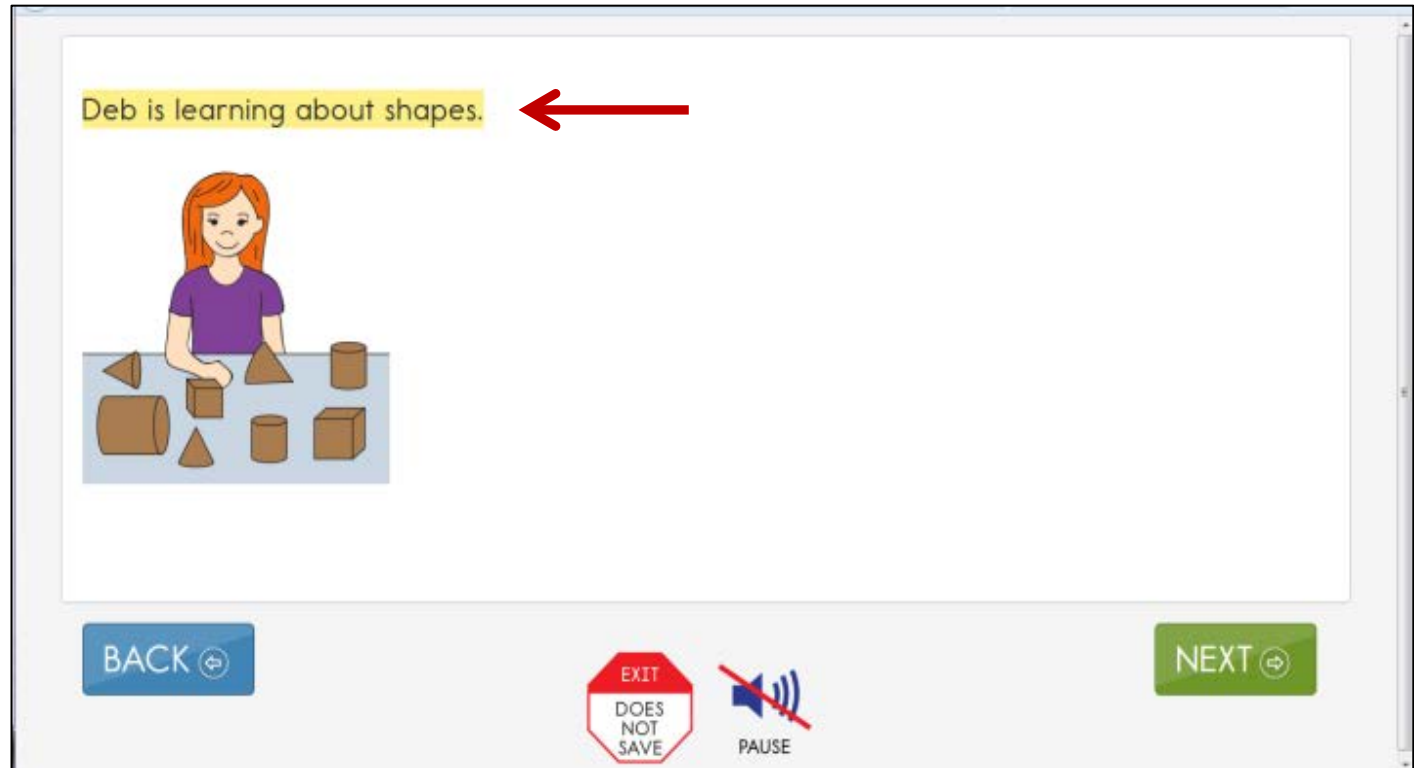 Deb is learning about shapes.
BACK
NEXT
EXIT
DOES
NOT
SAVE
PAUSE